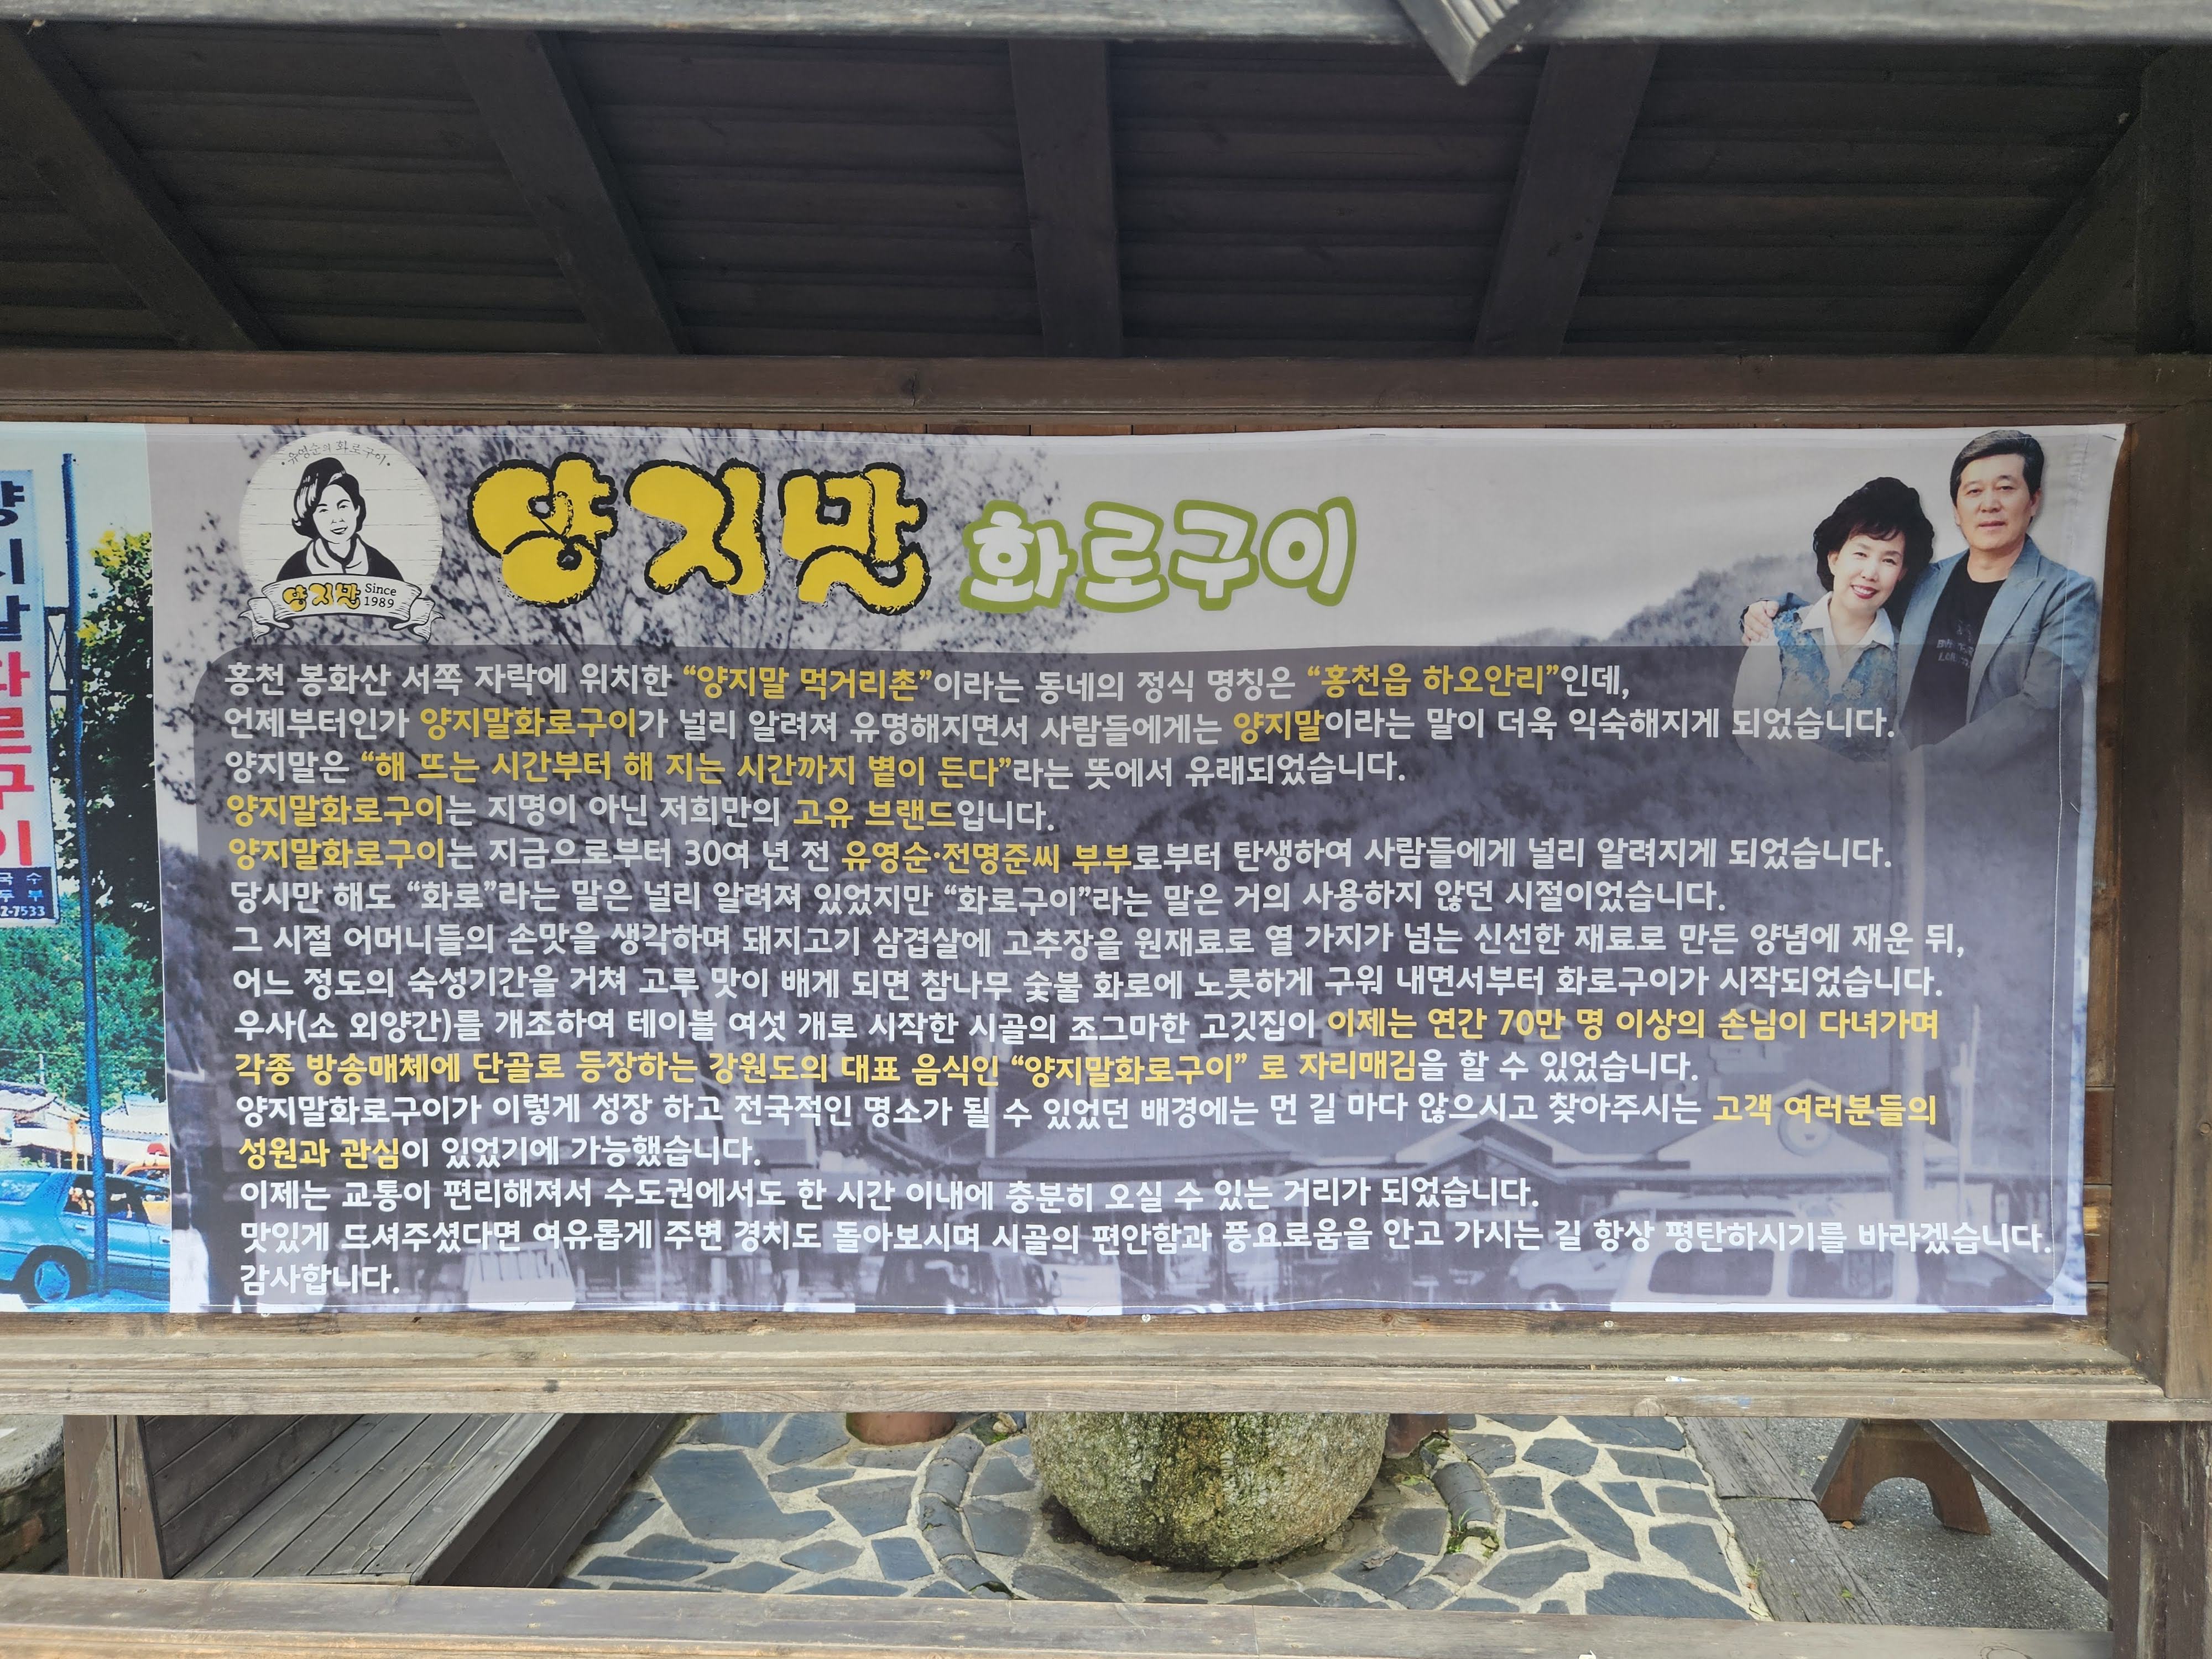 유영순의 화로구이
양지말
Since
1989
양지말 화로구이
홍천 봉화산 서쪽 자락에 위치한 “양지말 먹거리촌”이라는 동네의 정식 명칭은 “홍천읍 하오안리”인데,
언제부터인가 양지말화로구이가 널리 알려져 유명해지면서 사람들에게는 양지말이라는 말이 더욱 익숙해지게 되었습니다.
양지말은 “해 뜨는 시간부터 해 지는 시간까지 볕이 든다”라는 뜻에서 유래되었습니다.
양지말화로구이는 지명이 아닌 저희만의 고유 브랜드입니다.
양지말화로구이는 지금으로부터 30여 년 전 유영순·전명준씨 부부로부터 탄생하여 사람들에게 널리 알려지게 되었습니다.
당시만 해도 “화로”라는 말은 널리 알려져 있었지만 “화로구이”라는 말은 거의 사용하지 않던 시절이었습니다.
그 시절 어머니들의 손맛을 생각하며 돼지고기 삼겹살에 고추장을 원재료로 열 가지가 넘는 신선한 재료로 만든 양념에 재운 뒤,
어느 정도의 숙성기간을 거쳐 고루 맛이 배게 되면 참나무 숯불 화로에 노릇하게 구워 내면서부터 화로구이가 시작되었습니다.
우사(소 외양간)를 개조하여 테이블 여섯 개로 시작한 시골의 조그마한 고깃집이 이제는 연간 70만 명 이상의 손님이 다녀가며
각종 방송매체에 단골로 등장하는 강원도의 대표 음식인 “양지말화로구이” 로 자리매김을 할 수 있었습니다.
양지말화로구이가 이렇게 성장 하고 전국적인 명소가 될 수 있었던 배경에는 먼 길 마다 않으시고 찾아주시는 고객 여러분들의
성원과 관심이 있었기에 가능했습니다.
이제는 교통이 편리해져서 수도권에서도 한 시간 이내에 충분히 오실 수 있는 거리가 되었습니다.
맛있게 드셔주셨다면 여유롭게 주변 경치도 돌아보시며 시골의 편안함과 풍요로움을 안고 가시는 길 항상 평탄하시기를 바라겠습니다.
감사합니다.
구
이
국 수
두 부
2-7533